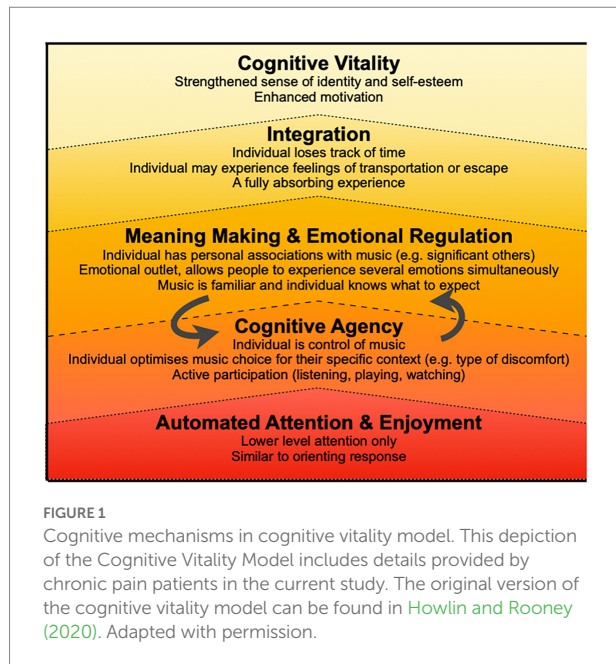 Cognitive Vitality
Strengthened sense of identity and self-esteem
Enhanced motivation
Integration
Individual loses track of time
Individual may experience feelings of transportation or escape
A fully absorbing experience
Meaning Making & Emotional Regulation
Individual has personal associations with music (e.g. significant others)
Emotional outlet, allows people to experience several emotions simultaneously
Music is familiar and individual knows what to expect
Cognitive Agency
Individual is control of music
Individual optimises music choice for their specific context (e.g. type of discomfort)
Active participation (listening, playing, watching)
Automated Attention & Enjoyment
Lower level attention only
Similar to orienting response
FIGURE 1
Cognitive mechanisms in cognitive vitality model. This depiction
of the Cognitive Vitality Model includes details provided by
chronic pain patients in the current study. The original version of
the cognitive vitality model can be found in Howlin and Rooney
(2020). Adapted with permission.